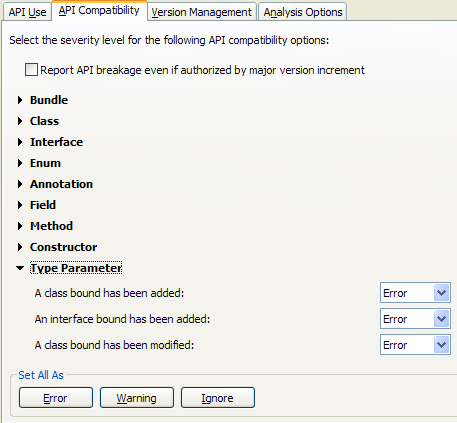 API Use API Compatibility Version Management Analysis Options
Select the severity level for the following API compatibility options:
Report API breakage even if authorized by major version increment
Bundle
Class
Interface
Enum
Annotation
Field
Method
Constructor
Type Parameter
A class bound has been added: Error
An interface bound has been added: Error
A class bound has been modified: Error
Set All As
Error Warning Ignore